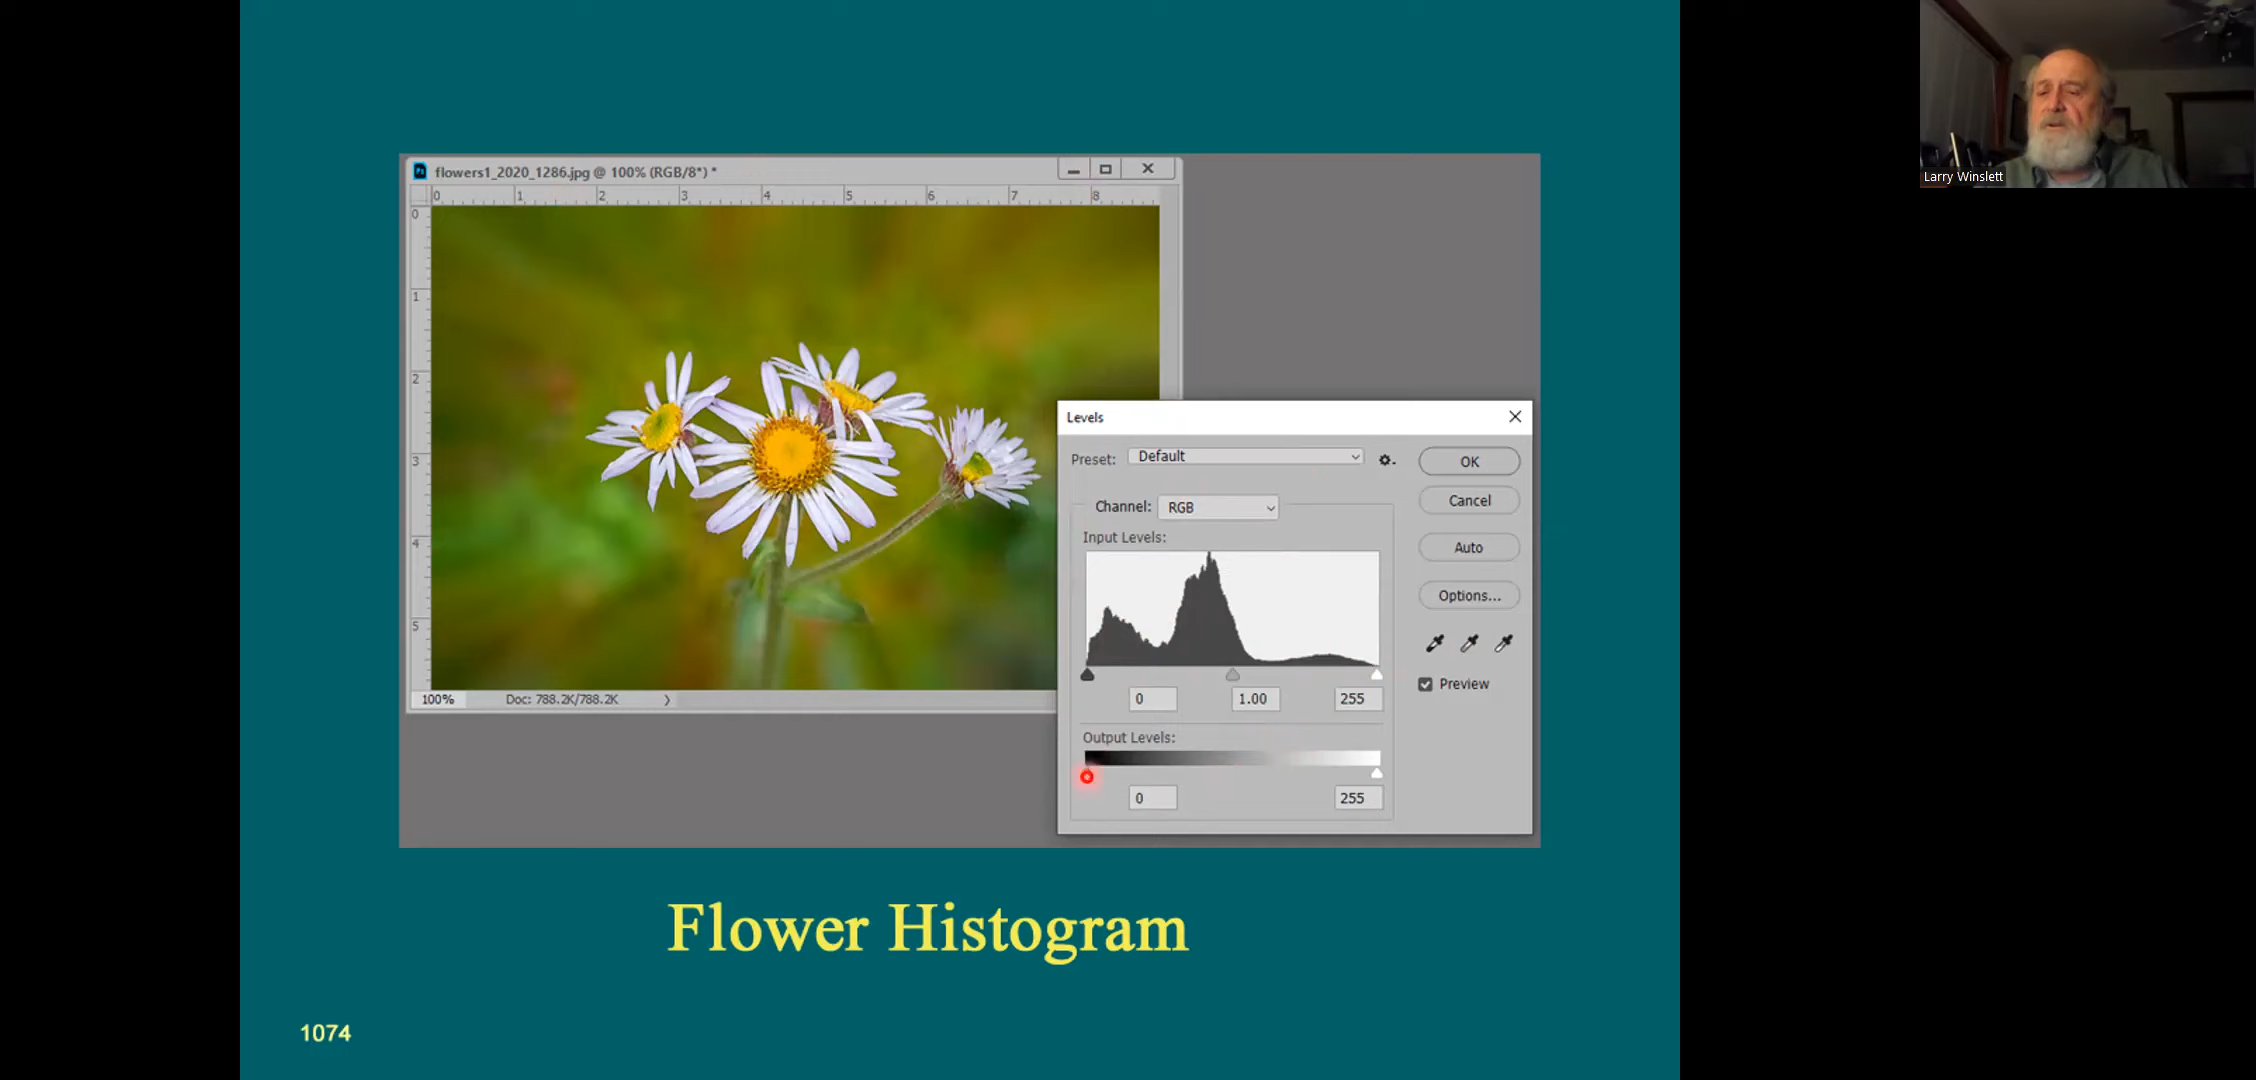 Larry Winslett
Ps flowers1_2020_1286.jpg @ 100% (RGB/8*) *
0 1 2 3 4 5 6 7 8
0
1
2
3
4
5
100% Doc: 788.2K/788.2K
Levels
Preset: Default
OK
Cancel
Channel: RGB
Input Levels:
Auto
Options...
Preview
0 1.00 255
Output Levels:
0 255
Flower Histogram
1074